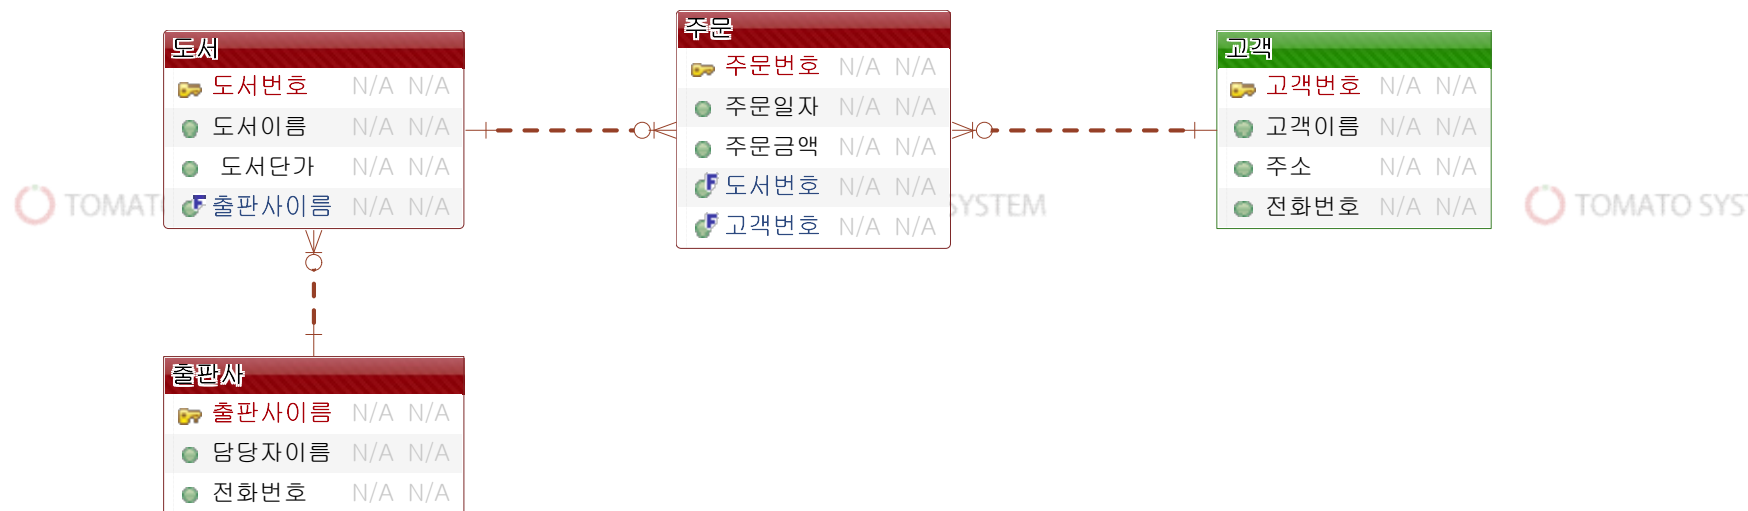 도서
도서번호 N/A N/A
도서이름 N/A N/A
도서단가 N/A N/A
출판사이름 N/A N/A
주문
주문번호 N/A N/A
주문일자 N/A N/A
주문금액 N/A N/A
F 도서번호 N/A N/A
F 고객번호 N/A N/A
고객
고객번호 N/A N/A
고객이름 N/A N/A
주소 N/A N/A
전화번호 N/A N/A
TOMAT
YSTEM
TOMATO SYS
출판사
출판사이름 N/A N/A
담당자이름 N/A N/A
전화번호 N/A N/A